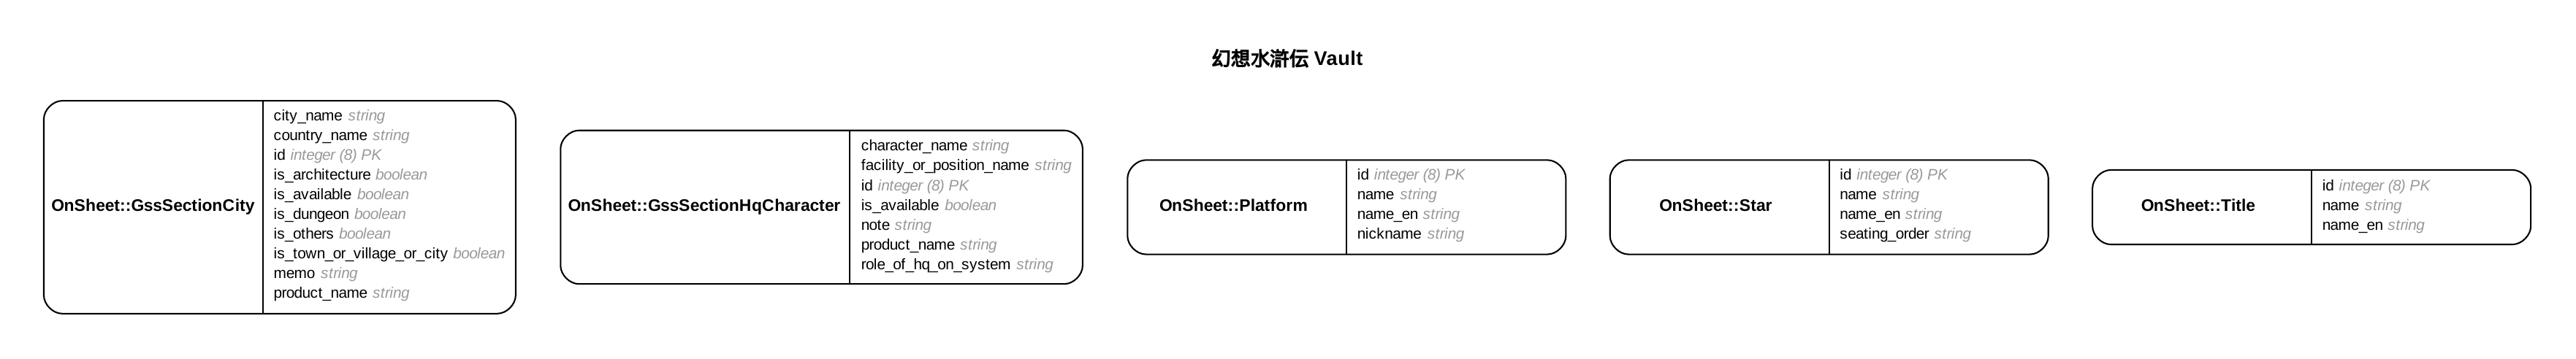 幻想水滸伝 Vault
OnSheet::GssSectionCity
city_name string
country_name string
id integer (8) PK
is_architecture boolean
is_available boolean
is_dungeon boolean
is_others boolean
is_town_or_village_or_city boolean
memo string
product_name string
OnSheet::GssSectionHqCharacter
character_name string
facility_or_position_name string
id integer (8) PK
is_available boolean
note string
product_name string
role_of_hq_on_system string
OnSheet::Platform
id integer (8) PK
name string
name_en string
nickname string
OnSheet::Star
id integer (8) PK
name string
name_en string
seating_order string
OnSheet::Title
id integer (8) PK
name string
name_en string